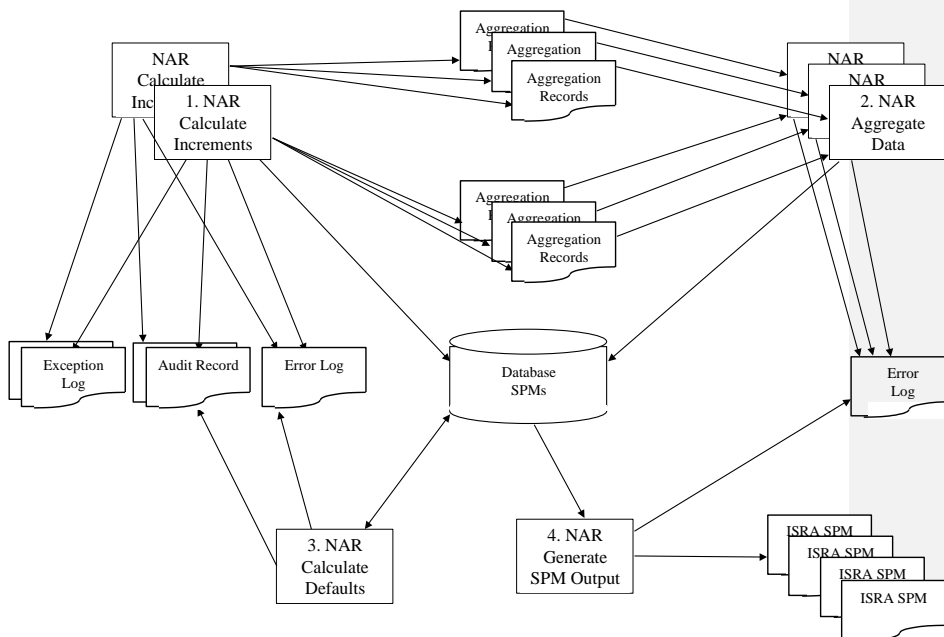 Aggregation
Aggregation
Aggregation
Records
NAR
Calculate
1. NAR
Calculate
Increments
NAR
NAR
2. NAR
Aggregate
Data
Aggregation
Aggregation
Aggregation
Records
Exception
Log
Audit Record
Error Log
Database
SPMs
Error
Log
3. NAR
Calculate
Defaults
4. NAR
Generate
SPM Output
ISRA SPM
ISRA SPM
ISRA SPM
ISRA SPM